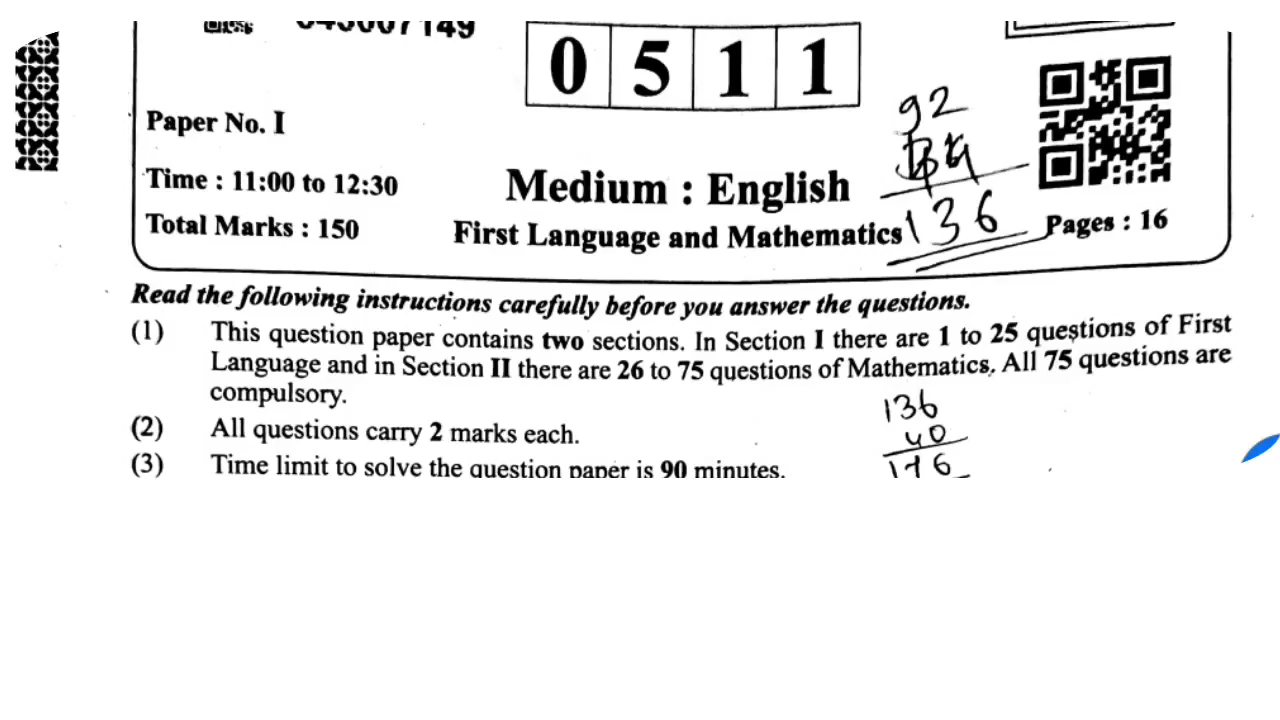 0 5 1 1
Paper No. I
92
Time : 11:00 to 12:30
Medium : English
Total Marks : 150
First Language and Mathematics
136
Pages : 16
Read the following instructions carefully before you answer the questions.
(1) This question paper contains two sections. In Section I there are 1 to 25 questions of First
Language and in Section II there are 26 to 75 questions of Mathematics. All 75 questions are
compulsory.
136
(2) All questions carry 2 marks each.
40
(3) Time limit to solve the question paper is 90 minutes.
176